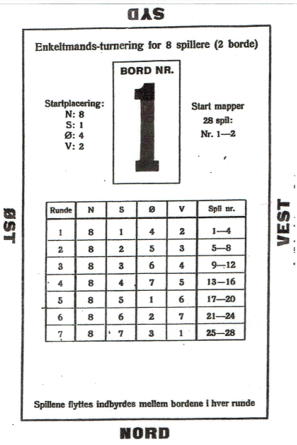 SYD
Enkeltmands-turnering for 8 spillere (2 borde)
BORD NR.
1
Startplacering:
N: 8
S: 1
Ø: 4
V: 2
Start mapper
28 spil:
Nr. 1—2
ØST
VEST
Runde N S Ø V Spil nr.
1 8 1 4 2 1—4
2 8 2 5 3 5—8
3 8 3 6 4 9—12
4 8 4 7 5 13—16
5 8 5 1 6 17—20
6 8 6 2 7 21—24
7 8 7 3 1 25—28
Spillene flyttes indbyrdes mellem bordene i hver runde
NORD